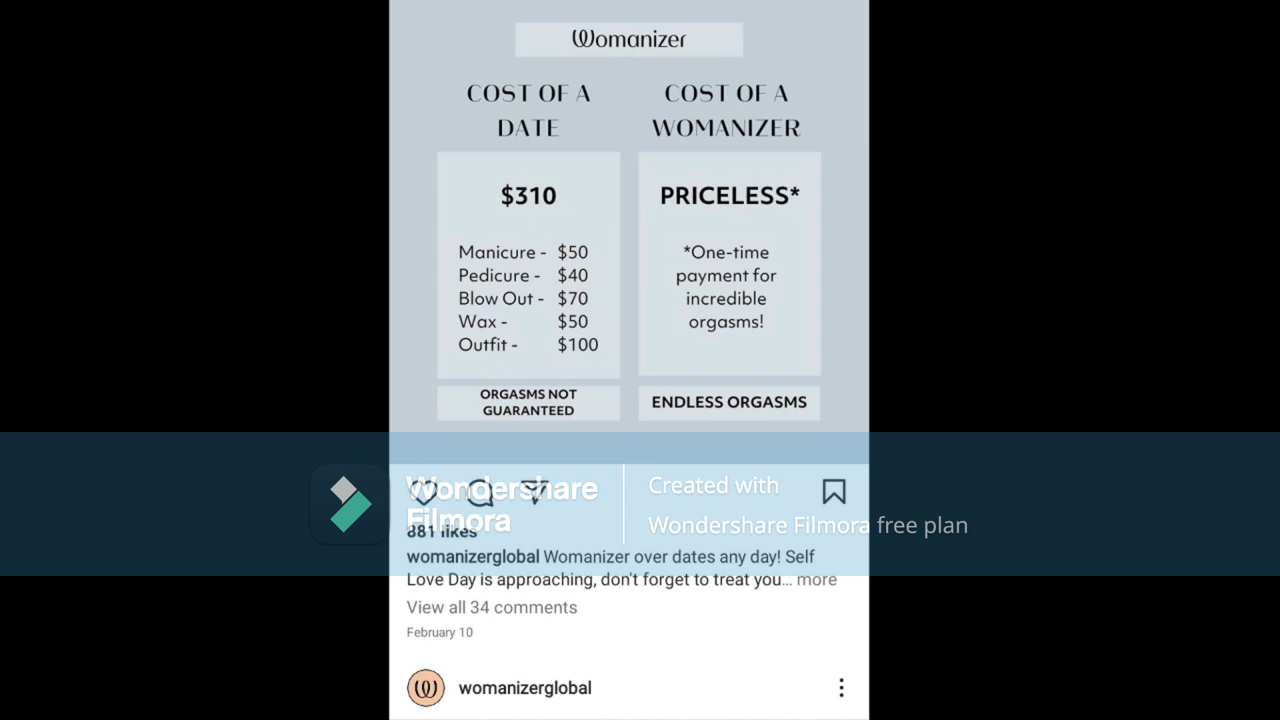 Womanizer
COST OF A
DATE
$310
Manicure - $50
Pedicure - $40
Blow Out - $70
Wax - $50
Outfit - $100
ORGASMS NOT
GUARANTEED
COST OF A
WOMANIZER
PRICELESS*
*One-time
payment for
incredible
orgasms!
ENDLESS ORGASMS
Wondershare
Filmora
Created with
Wondershare Filmora free plan
881 likes
womanizerglobal Womanizer over dates any day! Self
Love Day is approaching, don't forget to treat you... more
View all 34 comments
February 10
womanizerglobal